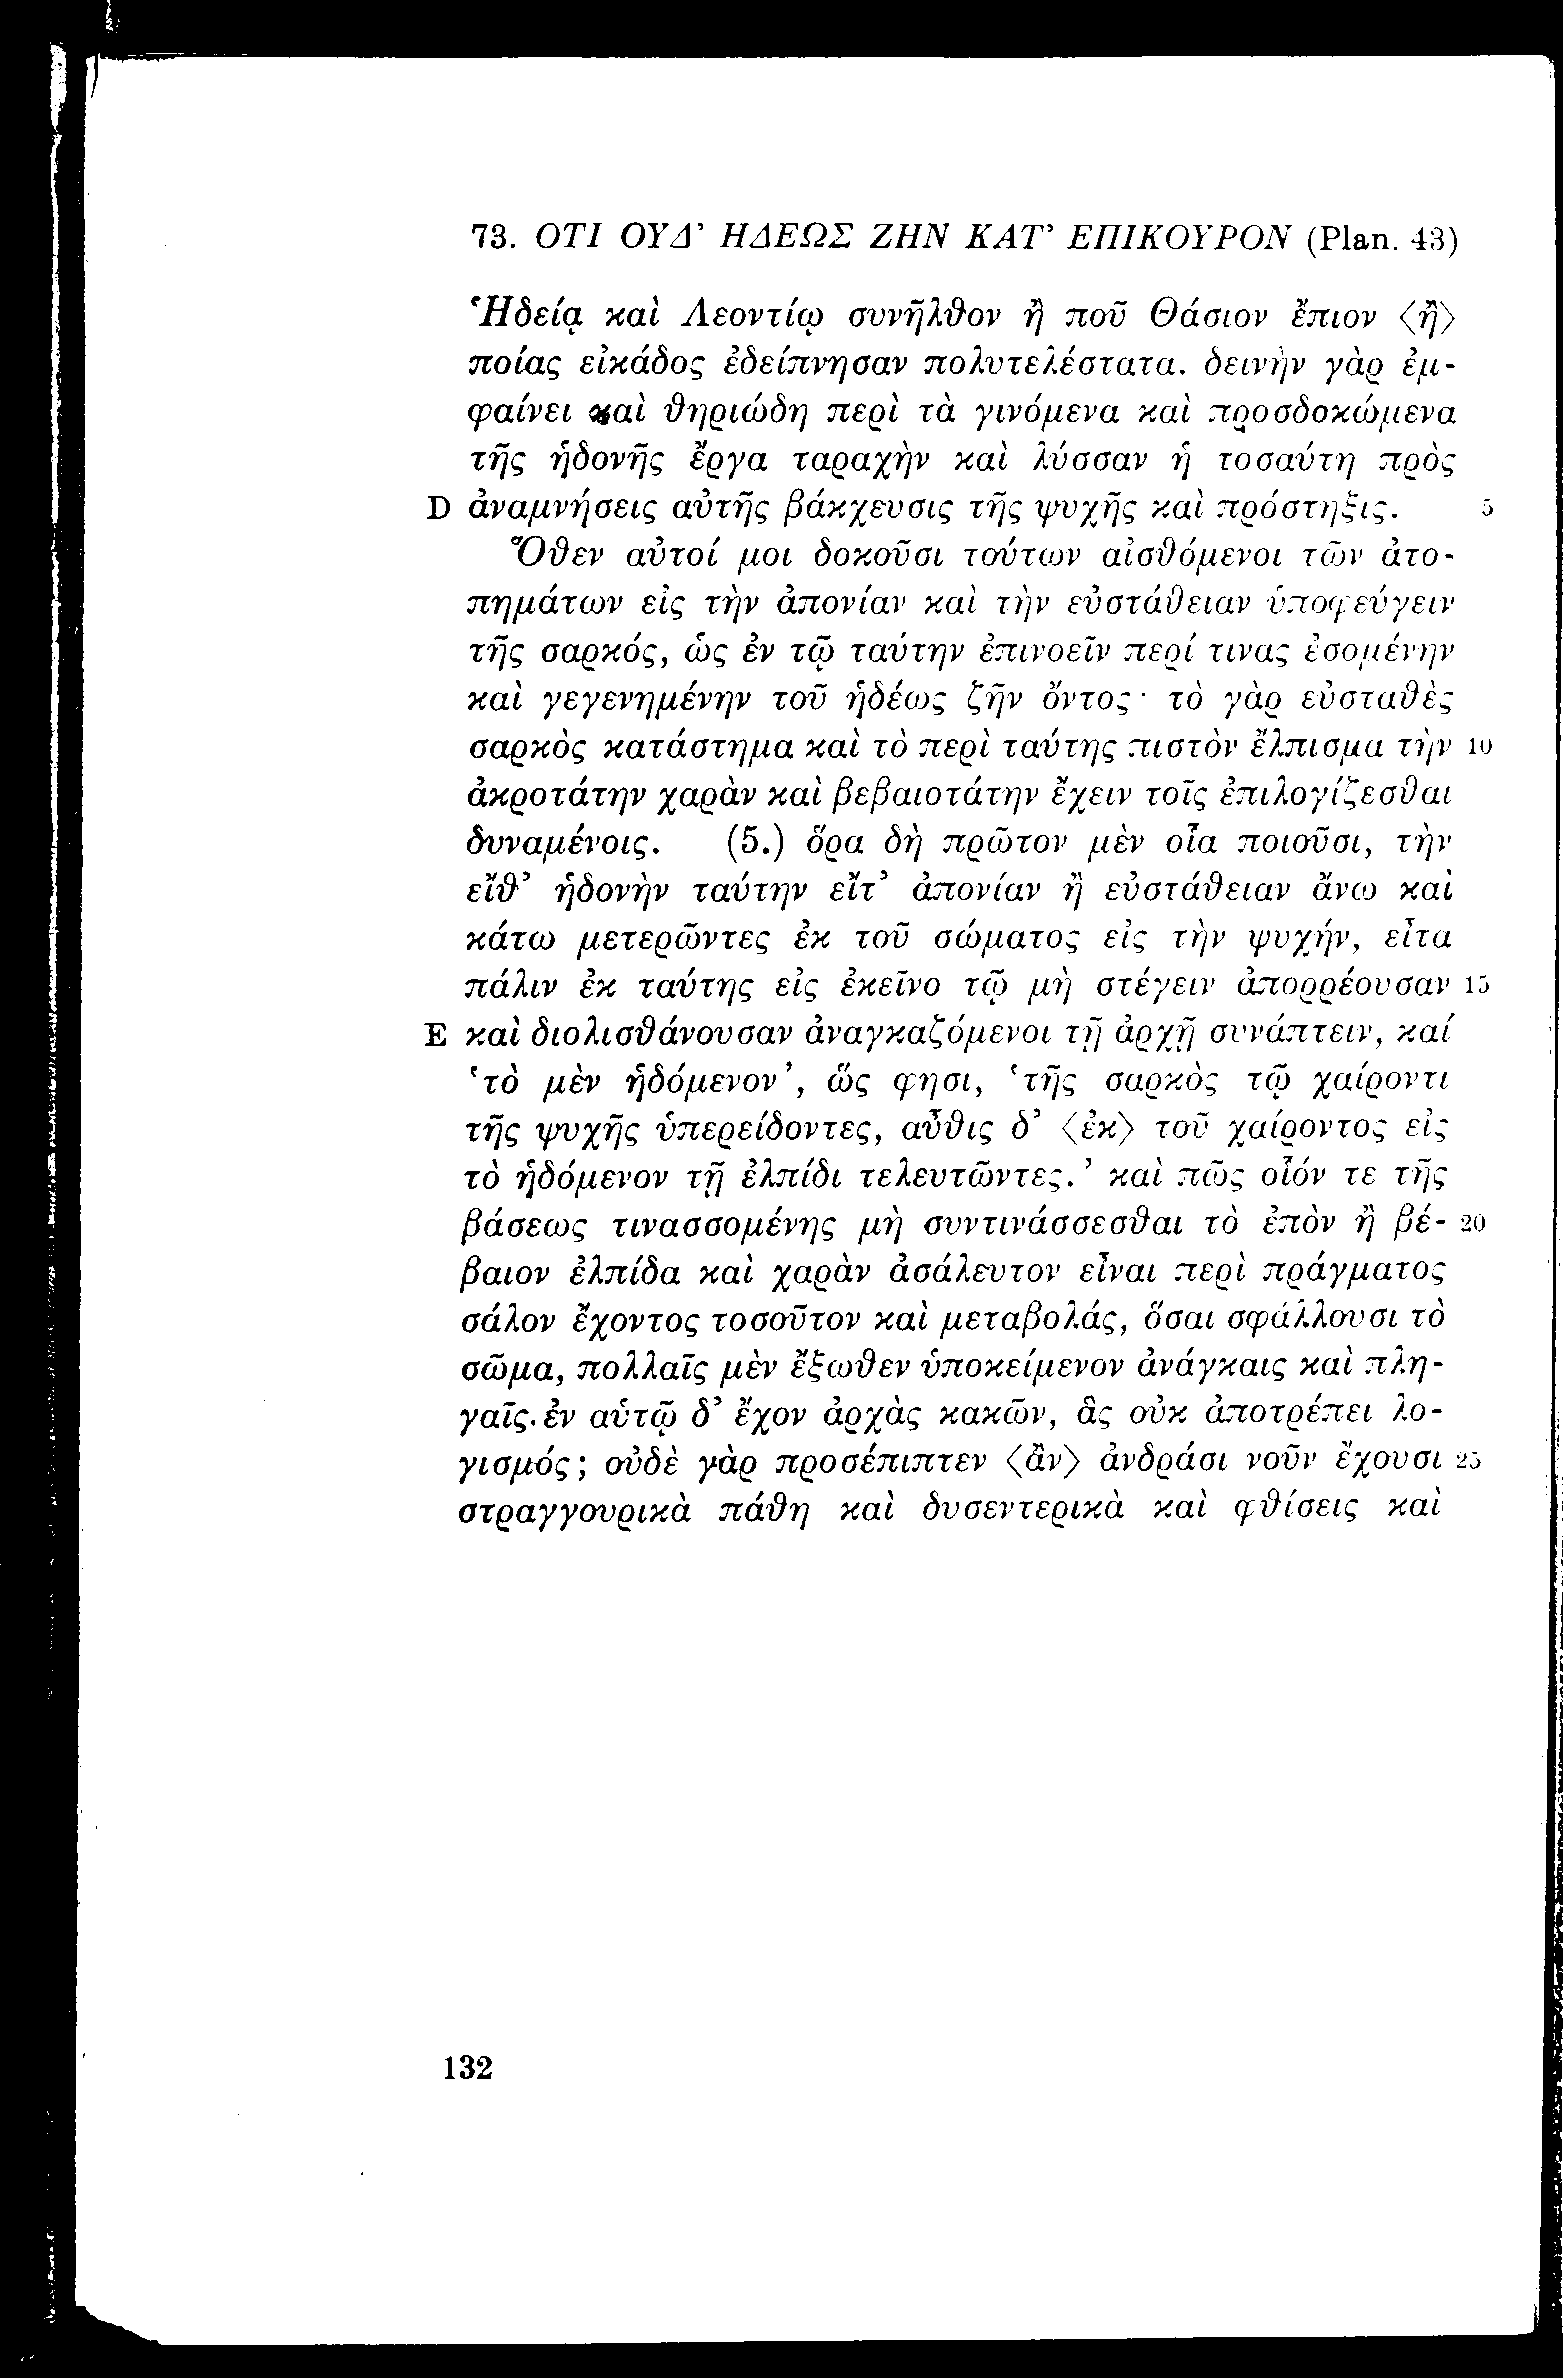 73. ΟΤΙ ΟΥΔ’ ΗΔΕΩΣ ΖΗΝ ΚΑΤ’ ΕΠΙΚΟΥΡΟΝ (Plan. 43)
Ἡδείᾳ καὶ Λεοντίῳ συνῆλθον ἢ ποῦ Θάσιον ἔπιον ⟨ἢ⟩
ποίας εἰκάδος ἐδείπνησαν πολυτελέστατα. δεινὴν γὰρ ἐμ-
φαίνει καὶ θηριώδη περὶ τὰ γινόμενα καὶ προσδοκώμενα
τῆς ἡδονῆς ἔργα ταραχὴν καὶ λύσσαν ἡ τοσαύτη πρὸς
D ἀναμνήσεις αὐτῆς βάκχευσις τῆς ψυχῆς καὶ πρόστηξις. 5
Ὅθεν αὐτοί μοι δοκοῦσι τούτων αἰσθόμενοι τῶν ἀτο-
πημάτων εἰς τὴν ἀπονίαν καὶ τὴν εὐστάθειαν ὑποφεύγειν
τῆς σαρκός, ὡς ἐν τῷ ταύτην ἐπινοεῖν περί τινας ἐσομένην
καὶ γεγενημένην τοῦ ἡδέως ζῆν ὄντος· τὸ γὰρ εὐσταθὲς
σαρκὸς κατάστημα καὶ τὸ περὶ ταύτης πιστὸν ἔλπισμα τὴν 10
ἀκροτάτην χαρὰν καὶ βεβαιοτάτην ἔχειν τοῖς ἐπιλογίζεσθαι
δυναμένοις. (5.) ὅρα δὴ πρῶτον μὲν οἷα ποιοῦσι, τὴν
εἴθ’ ἡδονὴν ταύτην εἴτ’ ἀπονίαν ἢ εὐστάθειαν ἄνω καὶ
κάτω μετερῶντες ἐκ τοῦ σώματος εἰς τὴν ψυχήν, εἶτα
πάλιν ἐκ ταύτης εἰς ἐκεῖνο τῷ μὴ στέγειν ἀπορρέουσαν 15
E καὶ διολισθάνουσαν ἀναγκαζόμενοι τῇ ἀρχῇ συνάπτειν, καί
‘τὸ μὲν ἡδόμενον’, ὥς φησι, ‘τῆς σαρκὸς τῷ χαίροντι
τῆς ψυχῆς ὑπερείδοντες, αὖθις δ’ ⟨ἐκ⟩ τοῦ χαίροντος εἰς
τὸ ἡδόμενον τῇ ἐλπίδι τελευτῶντες.’ καὶ πῶς οἷόν τε τῆς
βάσεως τινασσομένης μὴ συντινάσσεσθαι τὸ ἐπὸν ἢ βέ- 20
βαιον ἐλπίδα καὶ χαρὰν ἀσάλευτον εἶναι περὶ πράγματος
σάλον ἔχοντος τοσοῦτον καὶ μεταβολάς, ὅσαι σφάλλουσι τὸ
σῶμα, πολλαῖς μὲν ἔξωθεν ὑποκείμενον ἀνάγκαις καὶ πλη-
γαῖς. ἐν αὑτῷ δ’ ἔχον ἀρχὰς κακῶν, ἃς οὐκ ἀποτρέπει λο-
γισμός; οὐδὲ γὰρ προσέπιπτεν ⟨ἂν⟩ ἀνδράσι νοῦν ἔχουσι 25
στραγγουρικὰ πάθη καὶ δυσεντερικὰ καὶ φθίσεις καὶ
132